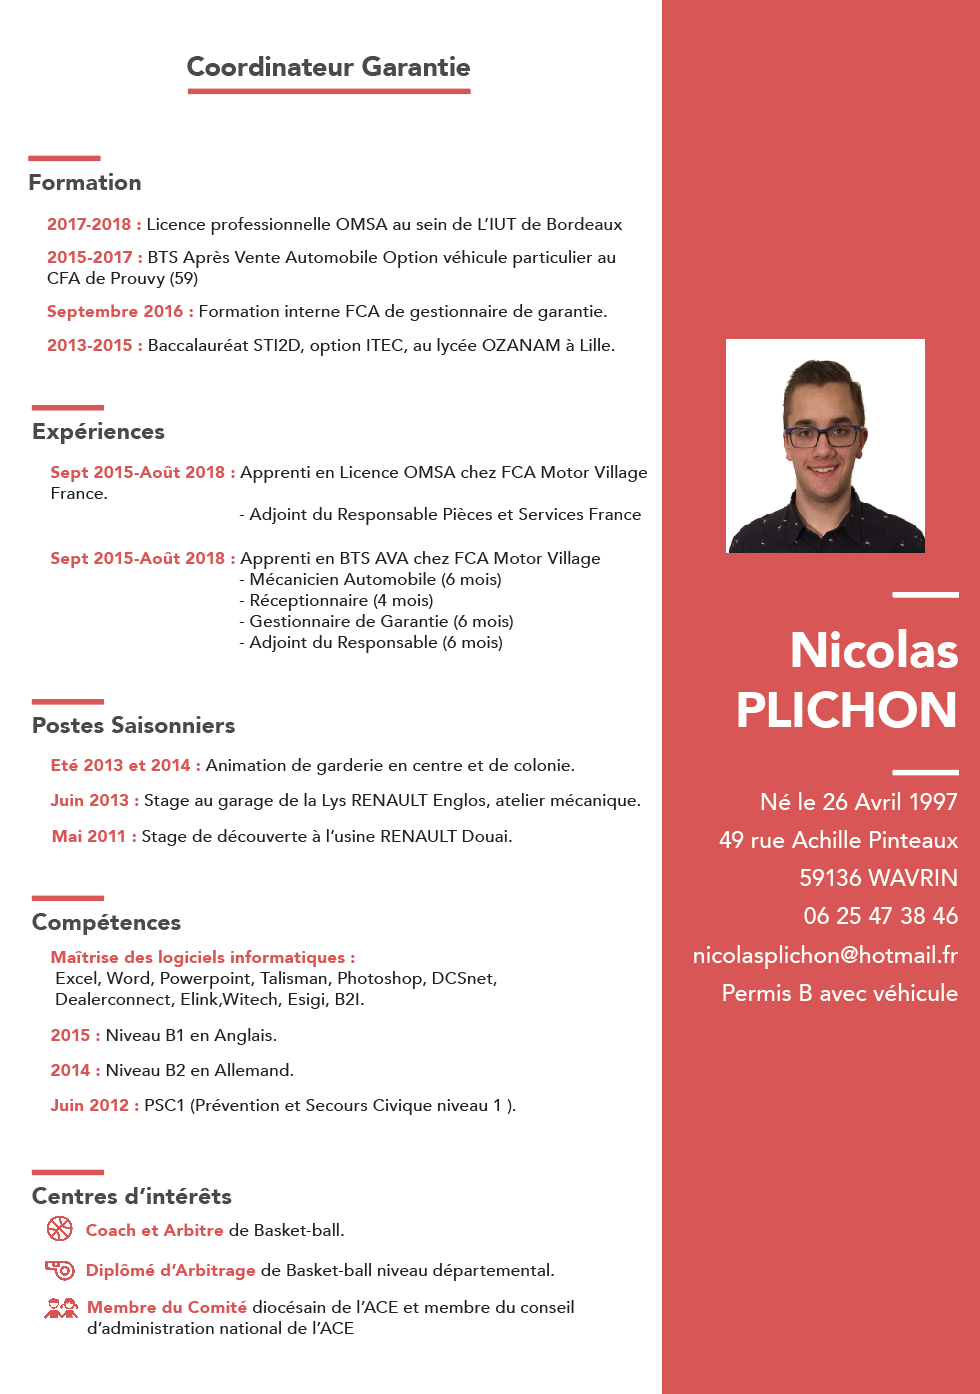 Coordinateur Garantie
Formation
2017-2018 : Licence professionnelle OMSA au sein de L’IUT de Bordeaux
2015-2017 : BTS Après Vente Automobile Option véhicule particulier au
CFA de Prouvy (59)
Septembre 2016 : Formation interne FCA de gestionnaire de garantie.
2013-2015 : Baccalauréat STI2D, option ITEC, au lycée OZANAM à Lille.
Expériences
Sept 2015-Août 2018 : Apprenti en Licence OMSA chez FCA Motor Village
France.
- Adjoint du Responsable Pièces et Services France
Sept 2015-Août 2018 : Apprenti en BTS AVA chez FCA Motor Village
- Mécanicien Automobile (6 mois)
- Réceptionnaire (4 mois)
- Gestionnaire de Garantie (6 mois)
- Adjoint du Responsable (6 mois)
Postes Saisonniers
Eté 2013 et 2014 : Animation de garderie en centre et de colonie.
Juin 2013 : Stage au garage de la Lys RENAULT Englos, atelier mécanique.
Mai 2011 : Stage de découverte à l’usine RENAULT Douai.
Compétences
Maîtrise des logiciels informatiques :
Excel, Word, Powerpoint, Talisman, Photoshop, DCSnet,
Dealerconnect, Elink,Witech, Esigi, B2I.
2015 : Niveau B1 en Anglais.
2014 : Niveau B2 en Allemand.
Juin 2012 : PSC1 (Prévention et Secours Civique niveau 1 ).
Centres d’intérêts
Coach et Arbitre de Basket-ball.
Diplômé d’Arbitrage de Basket-ball niveau départemental.
Membre du Comité diocésain de l’ACE et membre du conseil
d’administration national de l’ACE
Nicolas
PLICHON
Né le 26 Avril 1997
49 rue Achille Pinteaux
59136 WAVRIN
06 25 47 38 46
nicolasplichon@hotmail.fr
Permis B avec véhicule